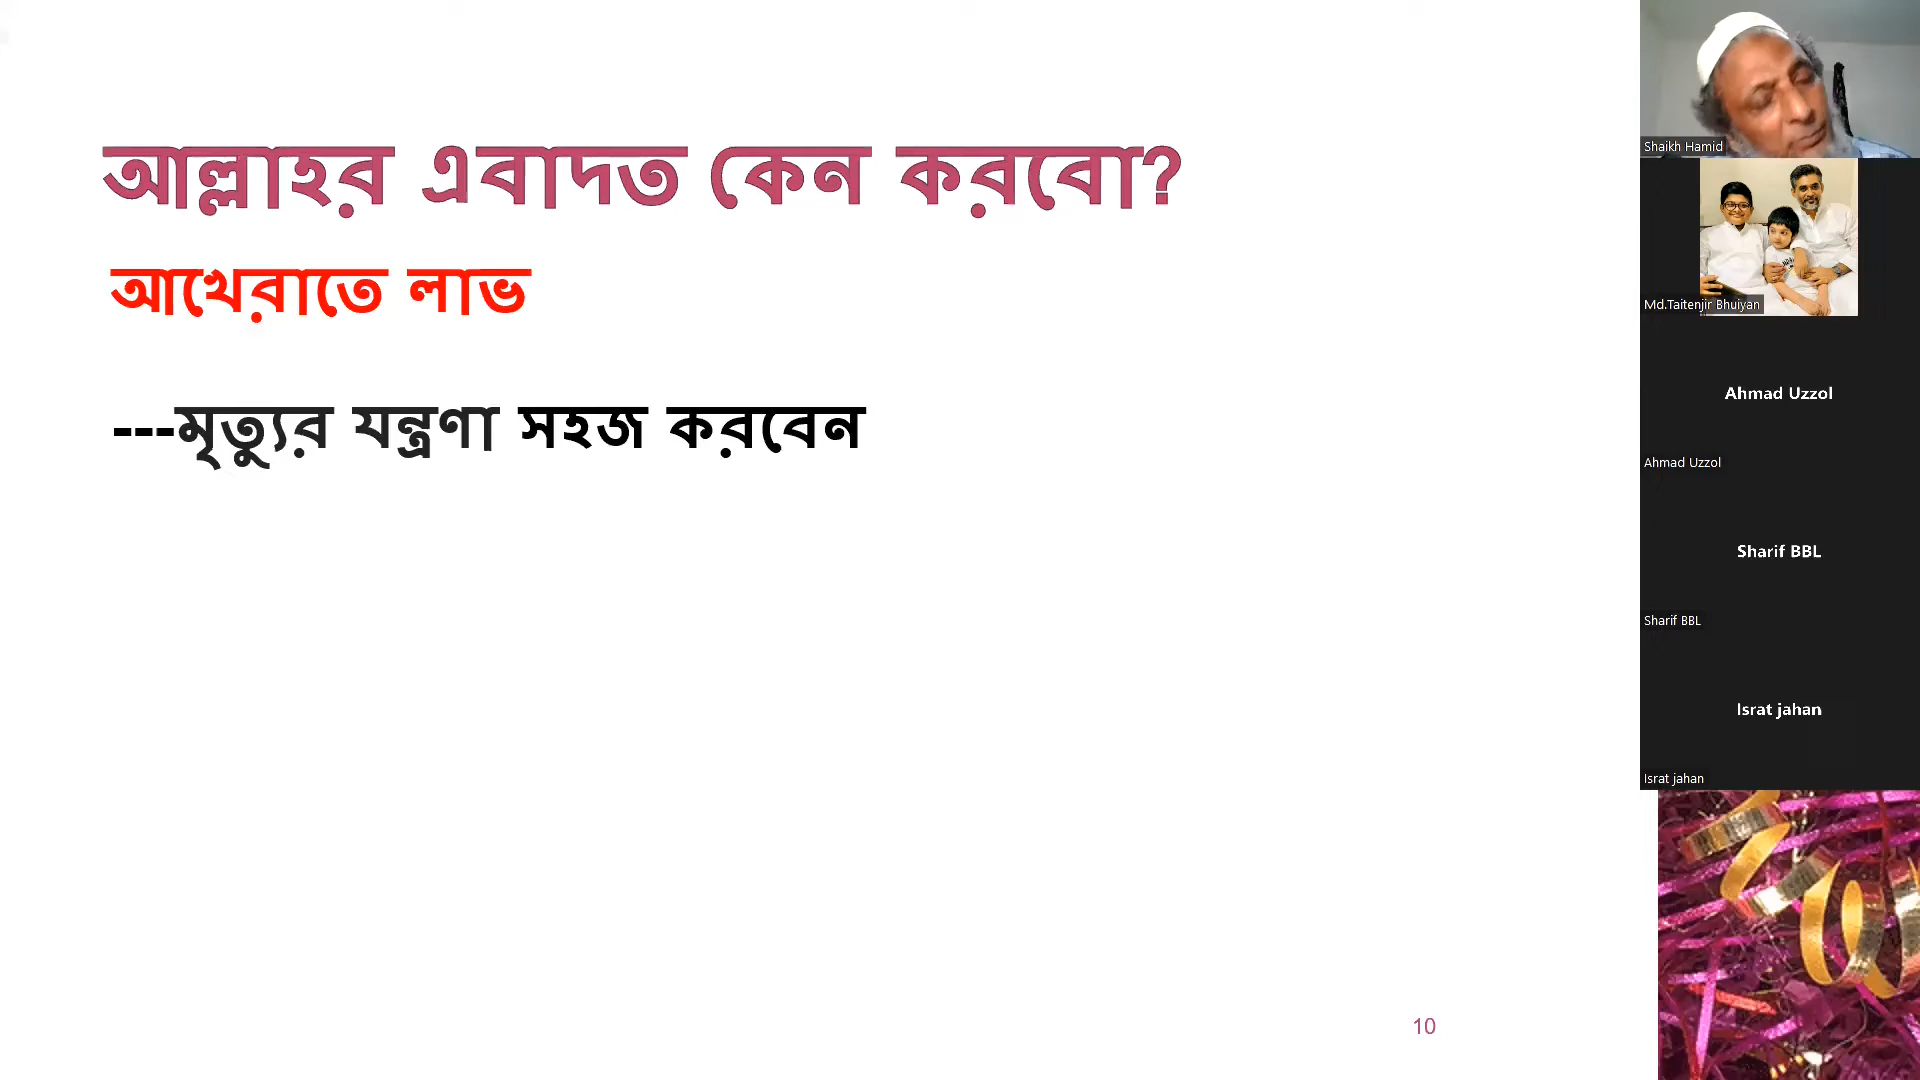 আল্লাহর এবাদত কেন করবো?
আখেরাতে লাভ
---মৃত্যুর যন্ত্রণা সহজ করবেন
10
Shaikh Hamid
Md.Taitenjir Bhuiyan
Ahmad Uzzol
Ahmad Uzzol
Sharif BBL
Sharif BBL
Israt jahan
Israt jahan